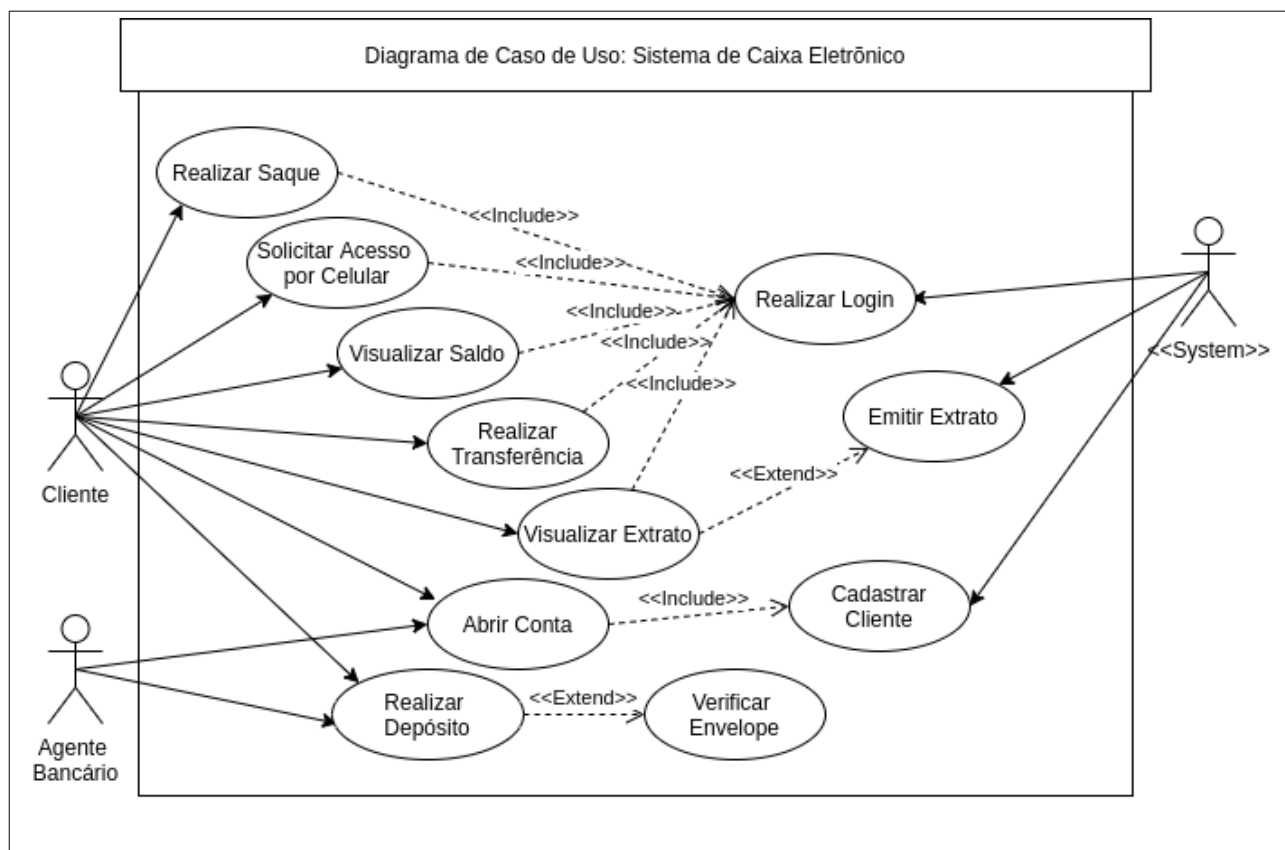 Diagrama de Caso de Uso: Sistema de Caixa Eletrõnico
Realizar Saque
<<Include>>
Solicitar Acesso
por Celular
<<Include>>
Realizar Login
<<Include>>
Visualizar Saldo
<<Include>>
<<System>>
<<Include>>
Emitir Extrato
Realizar
Transferência
Cliente
<<Extend>>
Visualizar Extrato
Abrir Conta
<<Include>>
Cadastrar
Cliente
Realizar
Depósito
<<Extend>>
Verificar
Envelope
Agente
Bancário